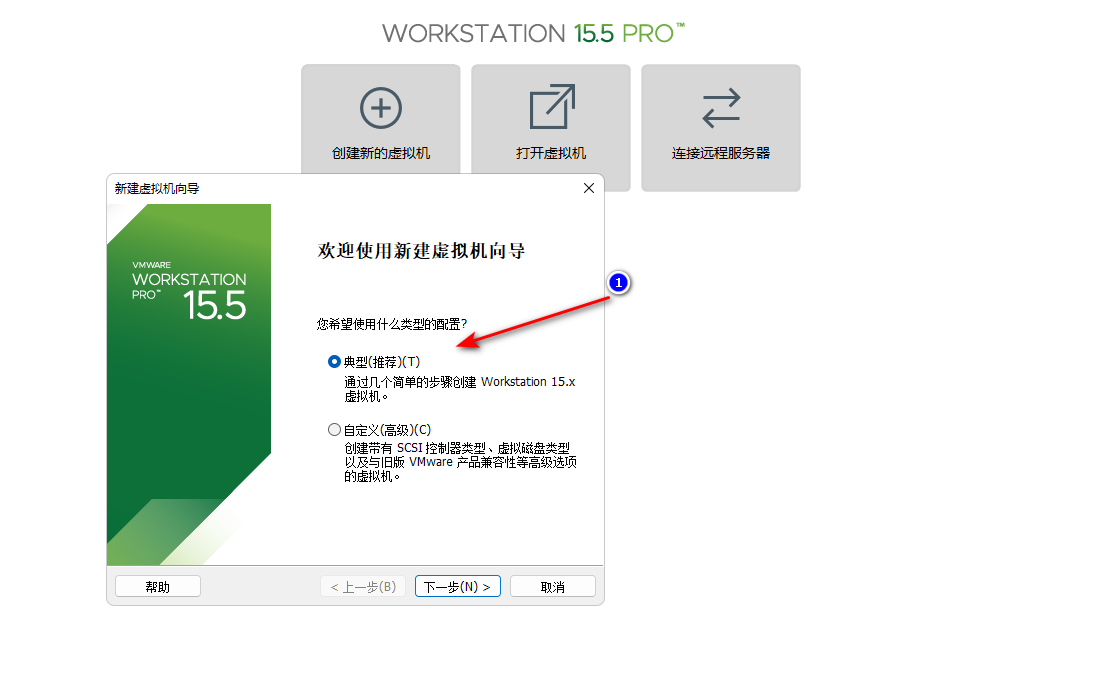 WORKSTATION 15.5 PRO™
创建新的虚拟机
打开虚拟机
连接远程服务器
新建虚拟机向导
VMWARE
WORKSTATION
PRO™ 15.5
欢迎使用新建虚拟机向导
1
您希望使用什么类型的配置?
典型(推荐)(T)
通过几个简单的步骤创建 Workstation 15.x
虚拟机。
自定义(高级)(C)
创建带有 SCSI 控制器类型、虚拟磁盘类型
以及与旧版 VMware 产品兼容性等高级选项
的虚拟机。
帮助
< 上一步(B)
下一步(N) >
取消